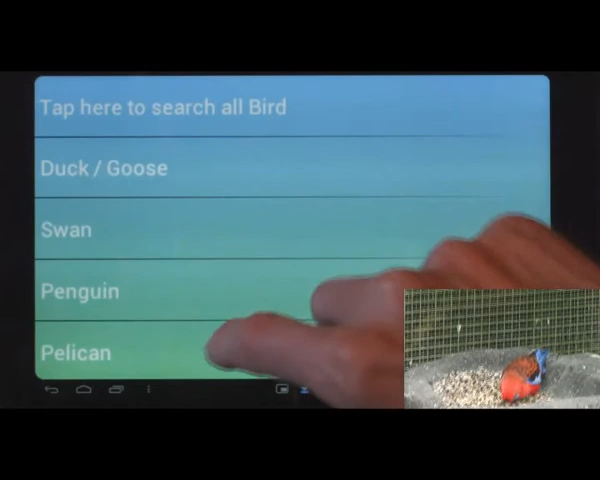 Tap here to search all Bird
Duck / Goose
Swan
Penguin
Pelican